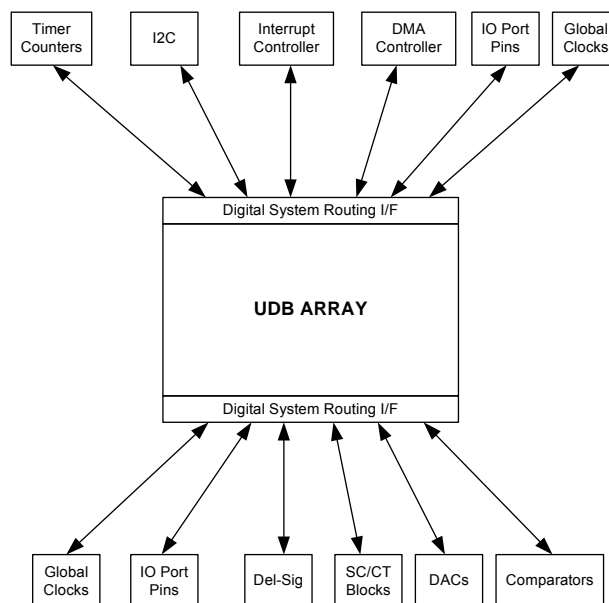 Timer
Counters
I2C
Interrupt
Controller
DMA
Controller
IO Port
Pins
Global
Clocks
Digital System Routing I/F
UDB ARRAY
Digital System Routing I/F
Global
Clocks
IO Port
Pins
Del-Sig
SC/CT
Blocks
DACs
Comparators